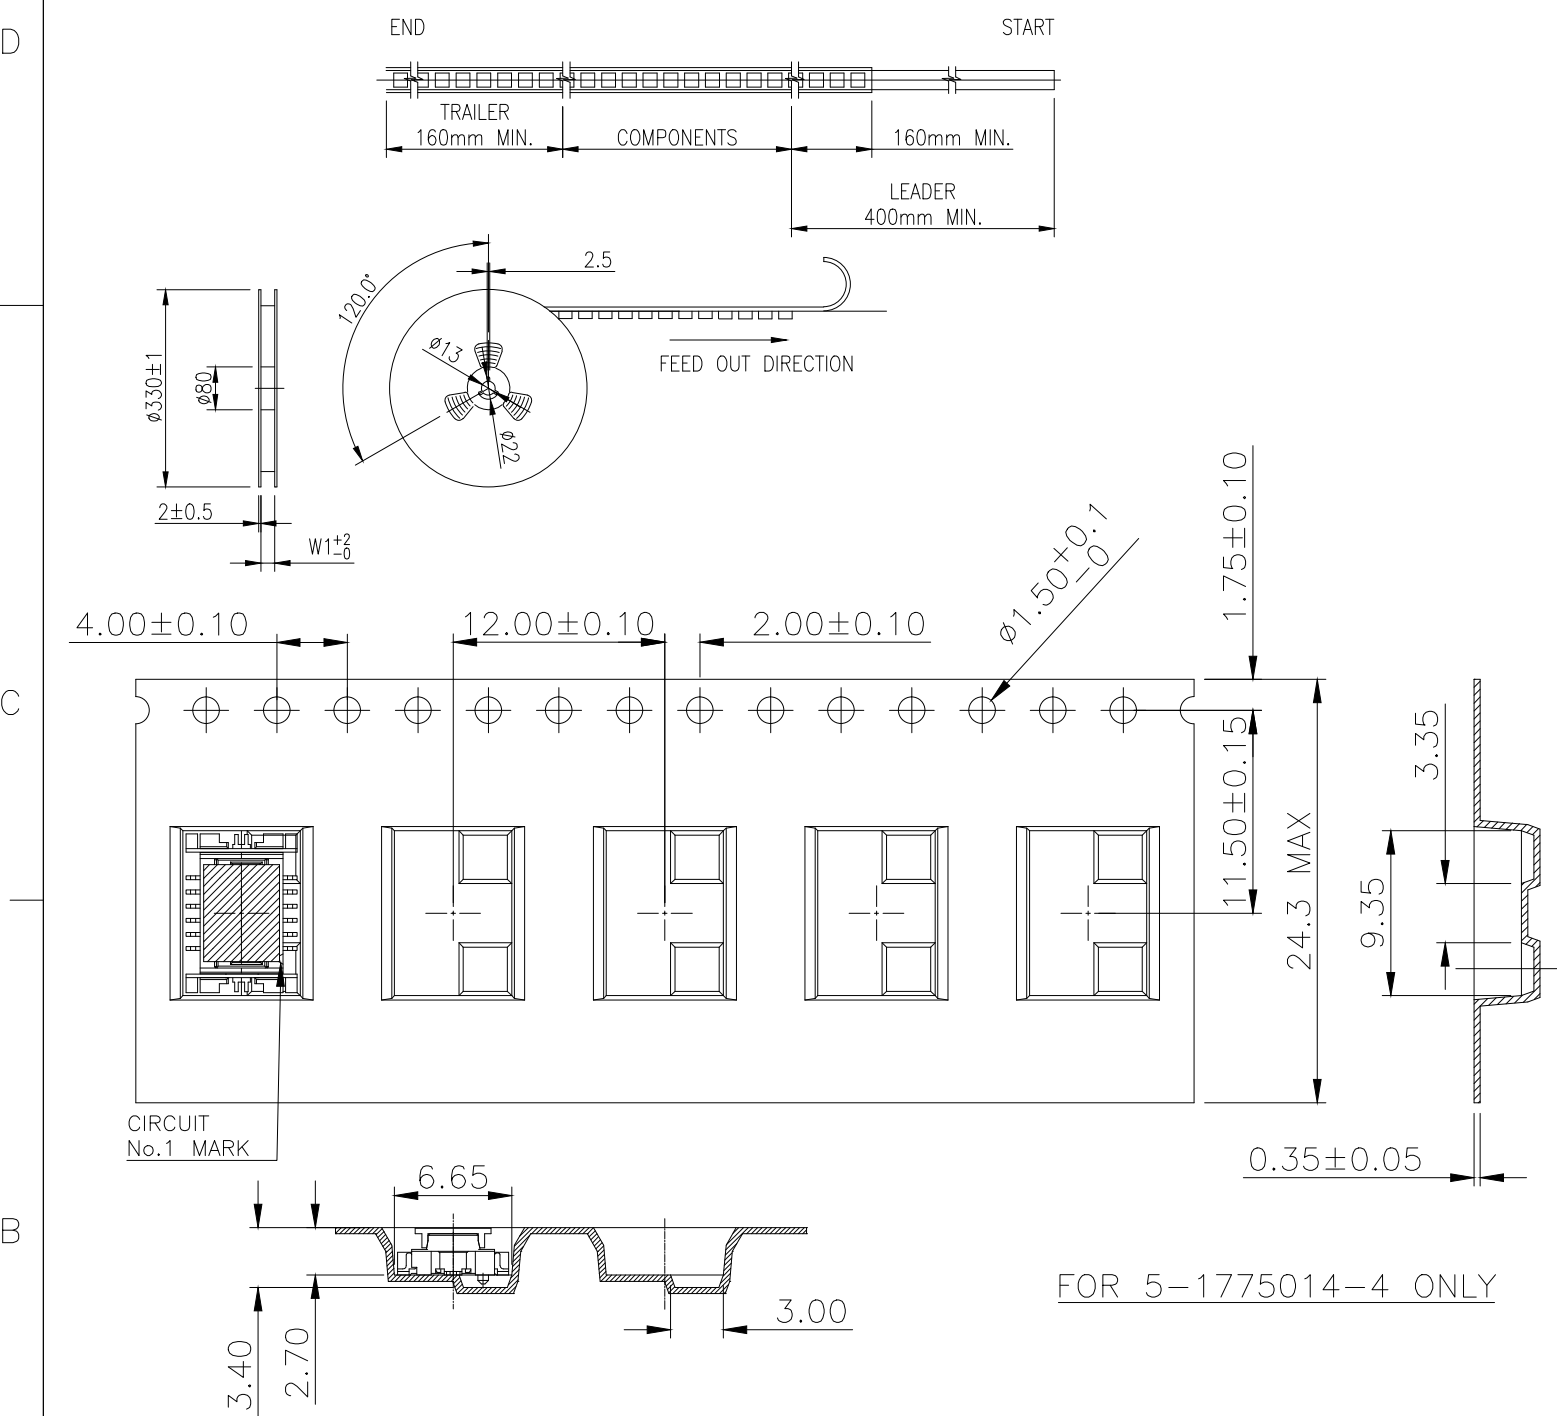 D
END
START
TRAILER
160mm MIN.
COMPONENTS
160mm MIN.
LEADER
400mm MIN.
2.5
120.0°
ø13
ø22
FEED OUT DIRECTION
ø330±1
ø80
2±0.5
W1+2-0
4.00±0.10
12.00±0.10
2.00±0.10
ø1.50+0.1-0
1.75±0.10
C
11.50±0.15
24.3 MAX
3.35
9.35
CIRCUIT
No.1 MARK
0.35±0.05
6.65
B
FOR 5-1775014-4 ONLY
3.00
3.40
2.70